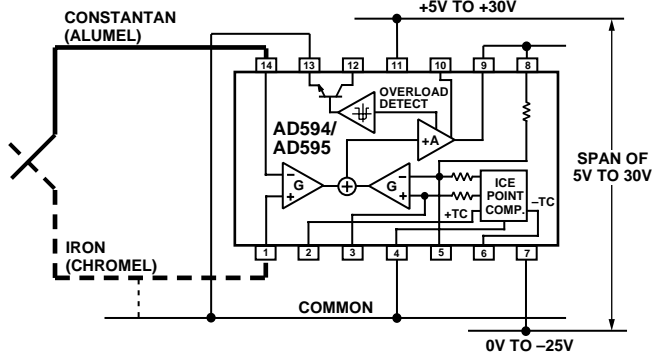 CONSTANTAN
(ALUMEL)
+5V TO +30V
14 13 12 11 10 9 8
OVERLOAD
DETECT
AD594/
AD595
+A
SPAN OF
5V TO 30V
–
G
+
+
–
G
+
ICE
POINT
COMP.
–TC
+TC
1 2 3 4 5 6 7
IRON
(CHROMEL)
COMMON
0V TO –25V